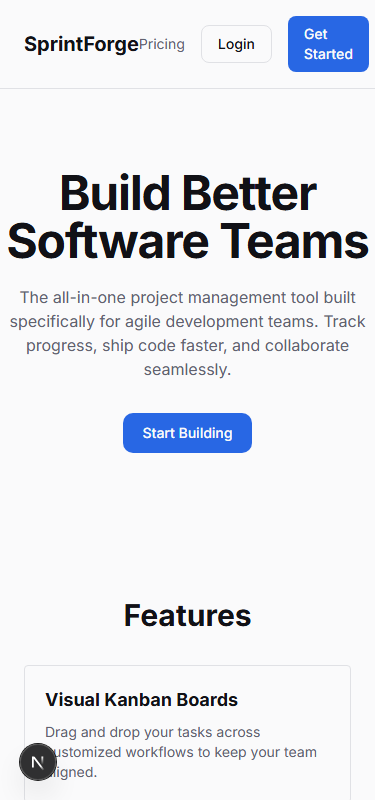 SprintForge
Pricing
Login
Get
Started
Build Better
Software Teams
The all-in-one project management tool built
specifically for agile development teams. Track
progress, ship code faster, and collaborate
seamlessly.
Start Building
Features
Visual Kanban Boards
Drag and drop your tasks across
customized workflows to keep your team
aligned.
N